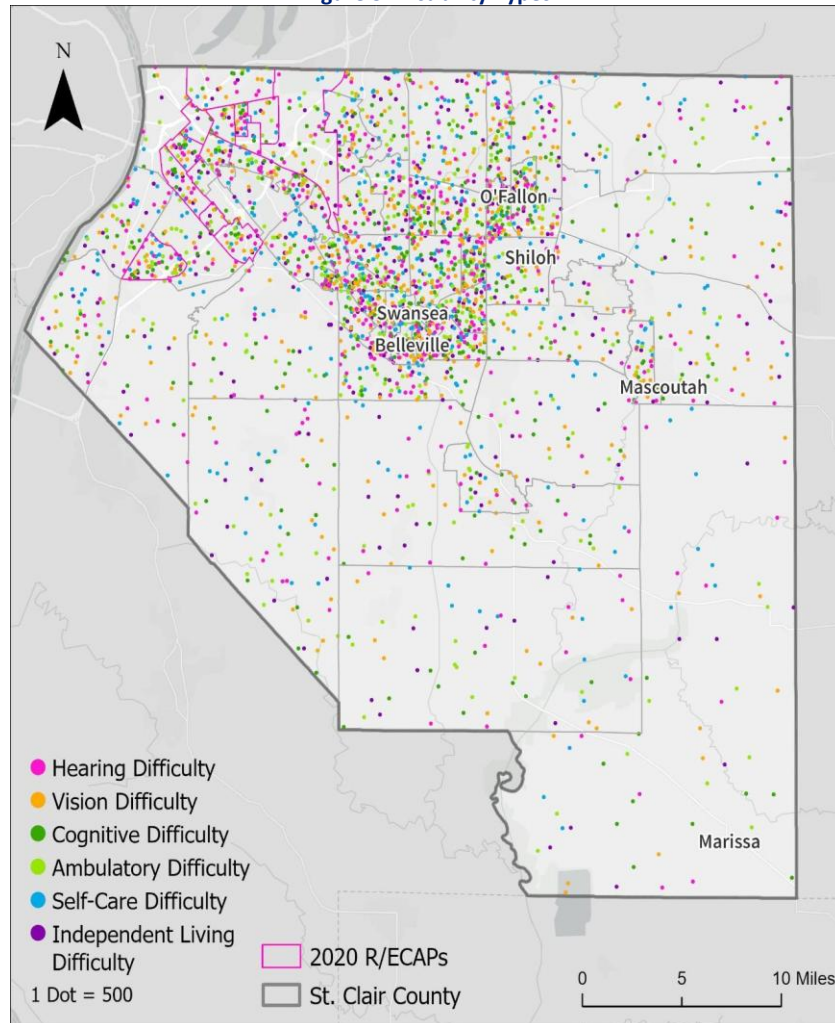 N
O'Fallon
Shiloh
Swansea
Belleville
Mascoutah
Marissa
Hearing Difficulty
Vision Difficulty
Cognitive Difficulty
Ambulatory Difficulty
Self-Care Difficulty
Independent Living
Difficulty
1 Dot = 500
2020 R/ECAPs
St. Clair County
0 5 10 Miles